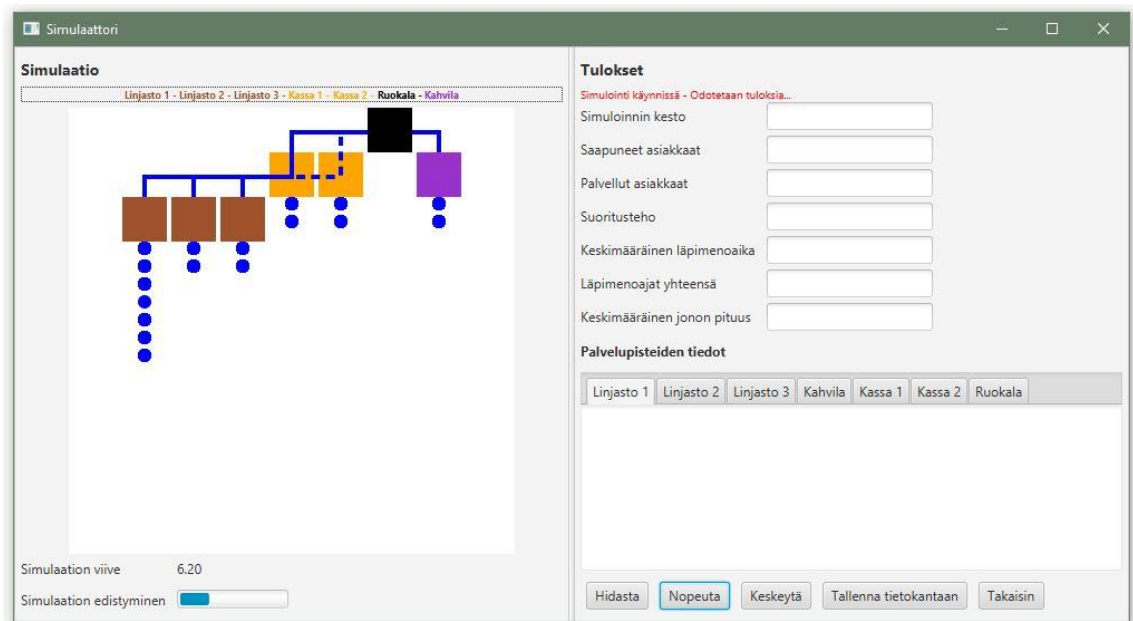 Simulaattori
Simulaatio
Linjasto 1 - Linjasto 2 - Linjasto 3 - Kassa 1 - Kassa 2 - Ruokala - Kahvila
Simulaation viive 6.20
Simulaation edistyminen
Tulokset
Simulointi käynnissä - Odotetaan tuloksia...
Simuloinnin kesto
Saapuneet asiakkaat
Palvellut asiakkaat
Suoritusteho
Keskimääräinen läpimenoaika
Läpimenoajat yhteensä
Keskimääräinen jonon pituus
Palvelupisteiden tiedot
Linjasto 1 Linjasto 2 Linjasto 3 Kahvila Kassa 1 Kassa 2 Ruokala
Hidasta Nopeuta Keskeytä Tallenna tietokantaan Takaisin